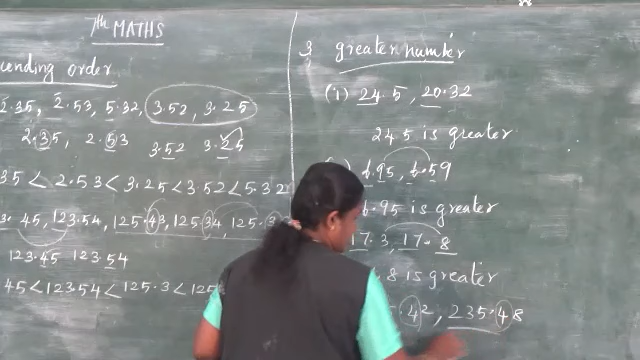 7th MATHS
cending order
2.35, 2.53, 5.32, 3.52, 3.25
2.35, 2.53 3.52 3.25
35 < 2.53 < 3.25 < 3.52 < 5.32
3. 45, 123.54, 125.43, 125.34, 125.3
123.45 123.54
45 < 123.54 < 125.3 < 125
3 greater number
(1) 24.5, 20.32
24.5 is greater
6.95, 6.59
6.95 is greater
17.3, 17.8
8 is greater
.42, 235.48